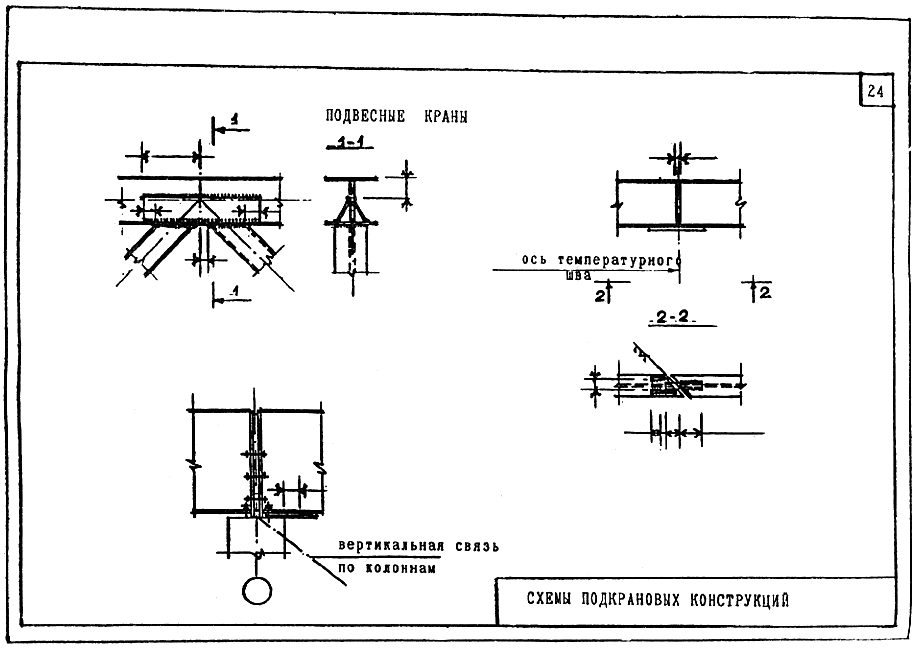 24
ПОДВЕСНЫЕ КРАНЫ
1
1-1
1
ось температурного
шва
2
2
2-2
вертикальная связь
по колоннам
СХЕМЫ ПОДКРАНОВЫХ КОНСТРУКЦИЙ